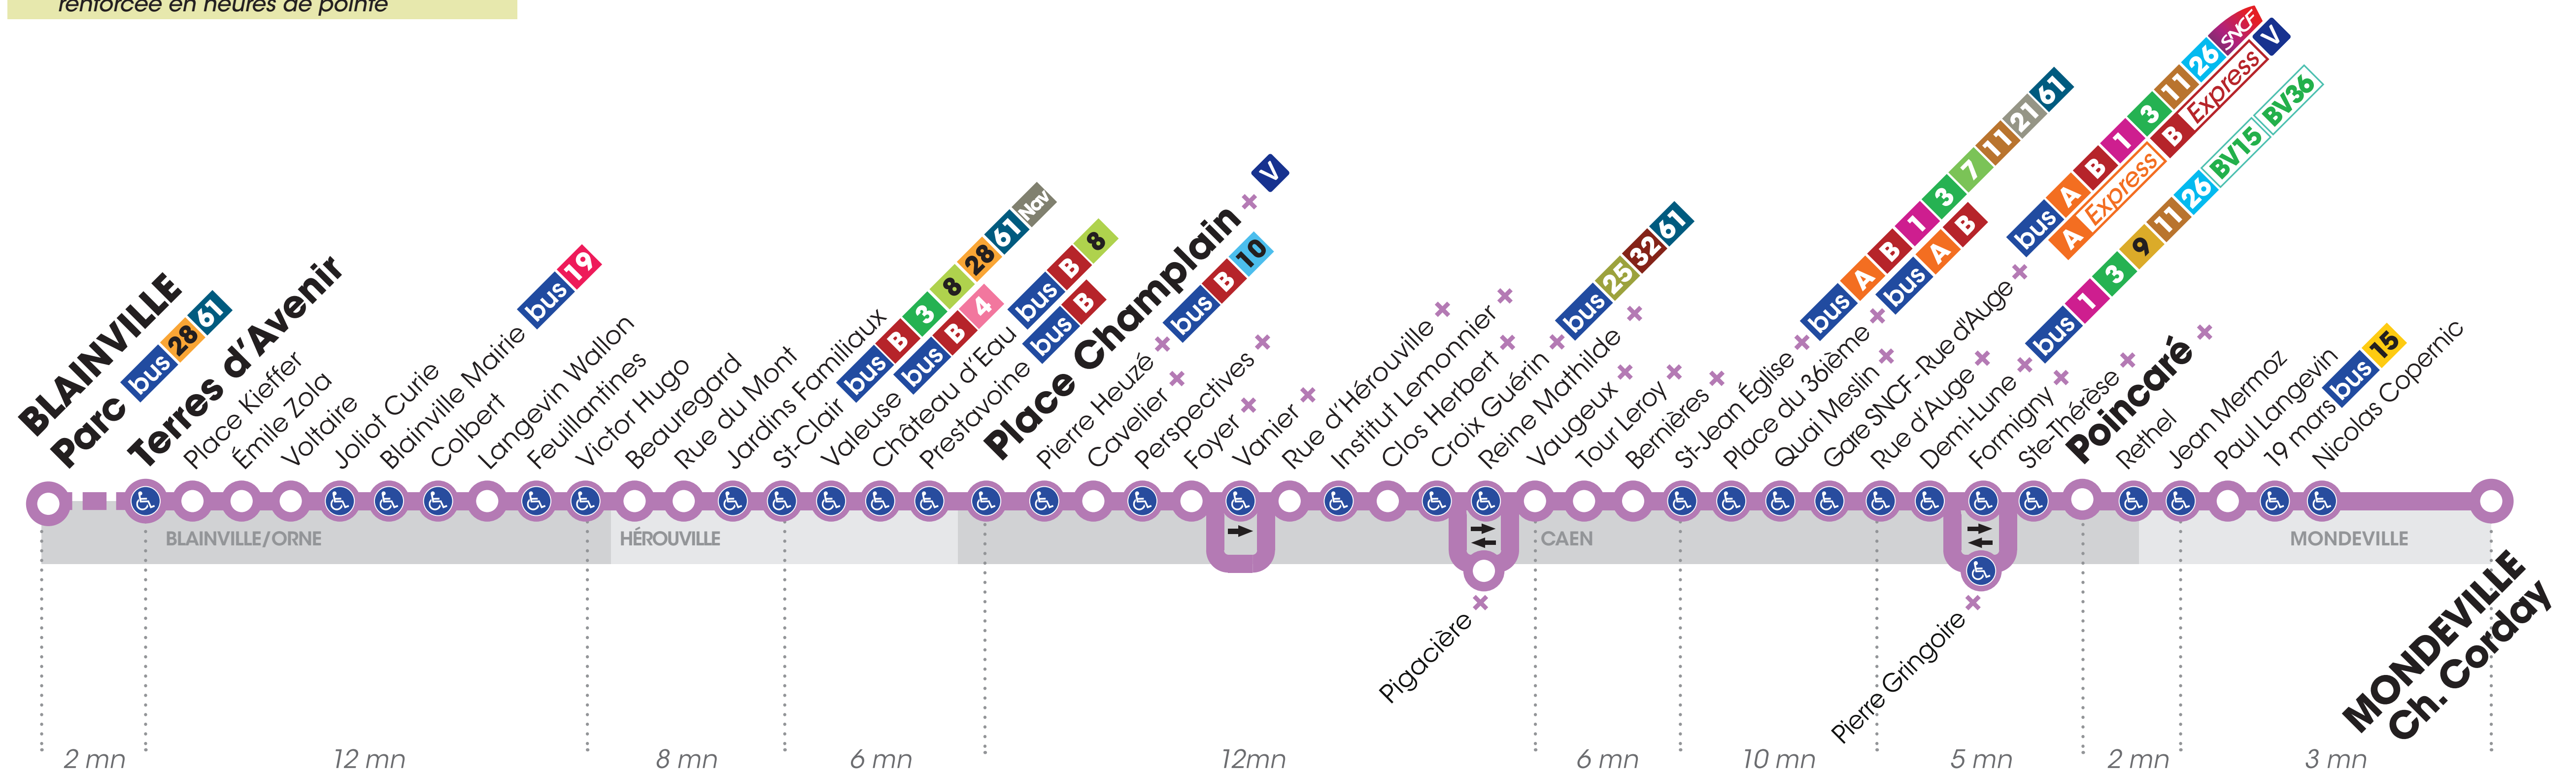 renforcée en heures de pointe
BLAINVILLE
Parc bus 28 61
Terres d'Avenir
Place Kieffer
Émile Zola
Voltaire
Joliot Curie
Blainville Mairie bus 19
Colbert
Langevin Wallon
Feuillantines
Victor Hugo
Beauregard
Rue du Mont
Jardins Familiaux
St-Clair bus B 3 8 28 61 Nav
Valeuse bus B 4
Château d'Eau bus B 8
Prestavoine bus B
Place Champlain + V
Pierre Heuzé + bus B 10
Cavelier +
Perspectives +
Foyer +
Vanier +
Rue d'Hérouville +
Institut Lemonnier +
Clos Herbert +
Croix Guérin + bus 25 32 61
Reine Mathilde +
Vaugeux +
Tour Leroy +
Bernières +
St-Jean Église + bus A B 1 3 7 11 21 61
Place du 36ième + bus A B
Quai Meslin +
Gare SNCF - Rue d'Auge + bus A B 1 3 11 26 SNCF
A Express B Express V
Rue d'Auge +
Demi-Lune + bus 1 3 9 11 26 BV15 BV36
Formigny +
Ste-Thérèse +
Poincaré +
Rethel
Jean Mermoz
Paul Langevin
19 mars bus 15
Nicolas Copernic
BLAINVILLE/ORNE
HÉROUVILLE
CAEN
MONDEVILLE
Pigacière +
Pierre Gringoire +
MONDEVILLE
Ch. Corday
2 mn
12 mn
8 mn
6 mn
12mn
6 mn
10 mn
5 mn
2 mn
3 mn